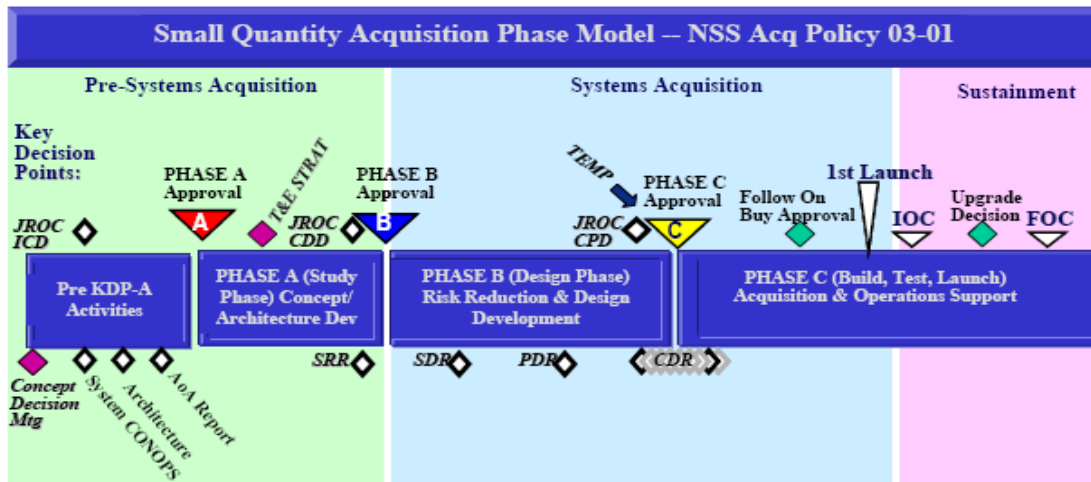 Small Quantity Acquisition Phase Model -- NSS Acq Policy 03-01
Pre-Systems Acquisition
Systems Acquisition
Sustainment
Key
Decision
Points:
JROC
ICD
PHASE A
Approval
A
T&E STRAT
JROC
CDD
PHASE B
Approval
B
TEMP
JROC
CPD
PHASE C
Approval
C
Follow On
Buy Approval
1st Launch
IOC
Upgrade
Decision
FOC
Pre KDP-A
Activities
PHASE A (Study
Phase) Concept/
Architecture Dev
PHASE B (Design Phase)
Risk Reduction & Design
Development
PHASE C (Build, Test, Launch)
Acquisition & Operations Support
Concept
Decision
Mtg
System CONOPS
Architecture
AoA Report
SRR
SDR
PDR
CDR